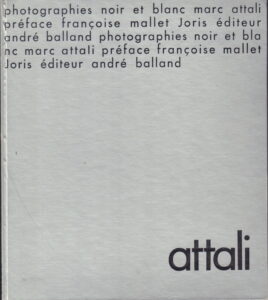 photographies noir et blanc marc attali
préface françoise mallet Joris éditeur
andré balland photographies noir et bla
nc marc attali préface françoise mallet
Joris éditeur andré balland
attali